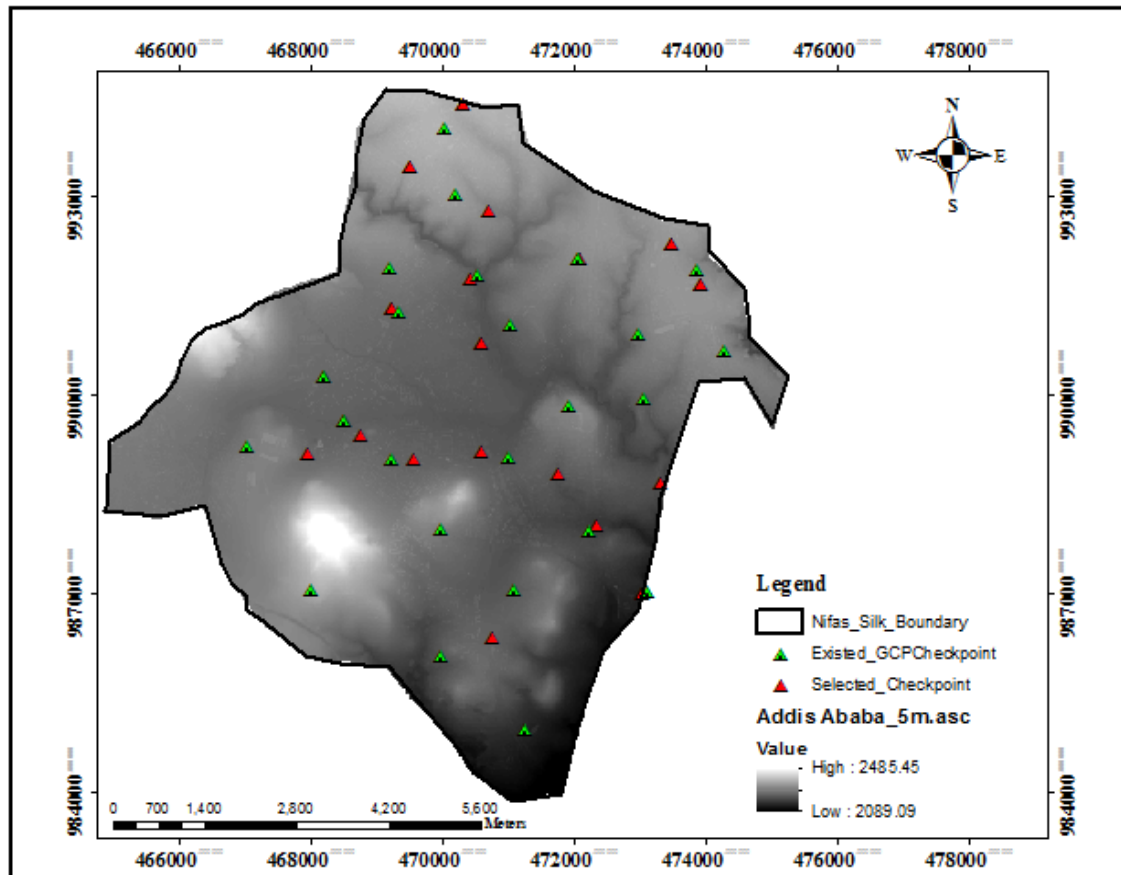 466000 468000 470000 472000 474000 476000 478000
N
W E
S
993000 993000
990000 990000
987000 987000
984000 984000
Legend
Nifas_Silk_Boundary
Existed_GCPCheckpoint
Selected_Checkpoint
Addis Ababa_5m.asc
Value
High : 2485.45
Low : 2089.09
0 700 1,400 2,800 4,200 5,600
Meters
466000 468000 470000 472000 474000 476000 478000